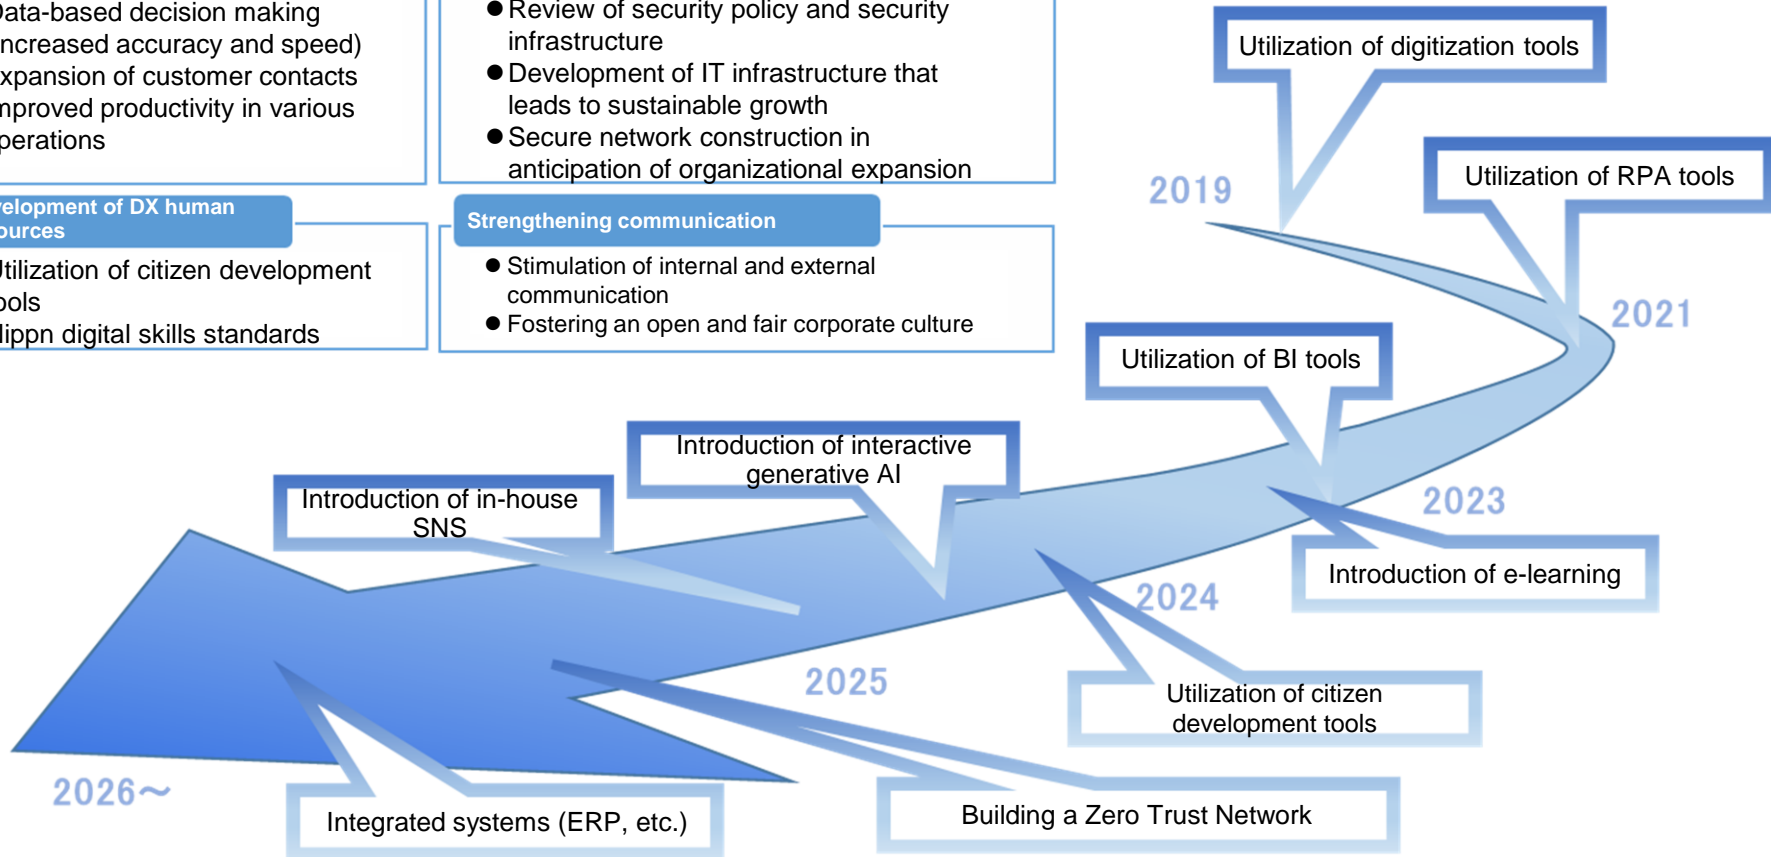 Data-based decision making
increased accuracy and speed)
expansion of customer contacts
improved productivity in various
operations
Review of security policy and security
infrastructure
Development of IT infrastructure that
leads to sustainable growth
Secure network construction in
anticipation of organizational expansion
velopment of DX human
ources
Utilization of citizen development
ools
lippn digital skills standards
Strengthening communication
Stimulation of internal and external
communication
Fostering an open and fair corporate culture
Utilization of digitization tools
2019
Utilization of RPA tools
2021
Utilization of BI tools
2023
Introduction of e-learning
Introduction of interactive
generative AI
2024
Utilization of citizen
development tools
Introduction of in-house
SNS
2025
Building a Zero Trust Network
2026～
Integrated systems (ERP, etc.)